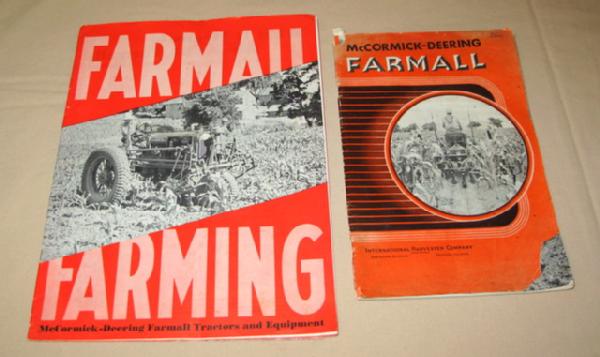 FARMALL
FARMING
McCormick-Deering Farmall Tractors and Equipment
McCORMICK-DEERING
FARMALL
INTERNATIONAL HARVESTER COMPANY